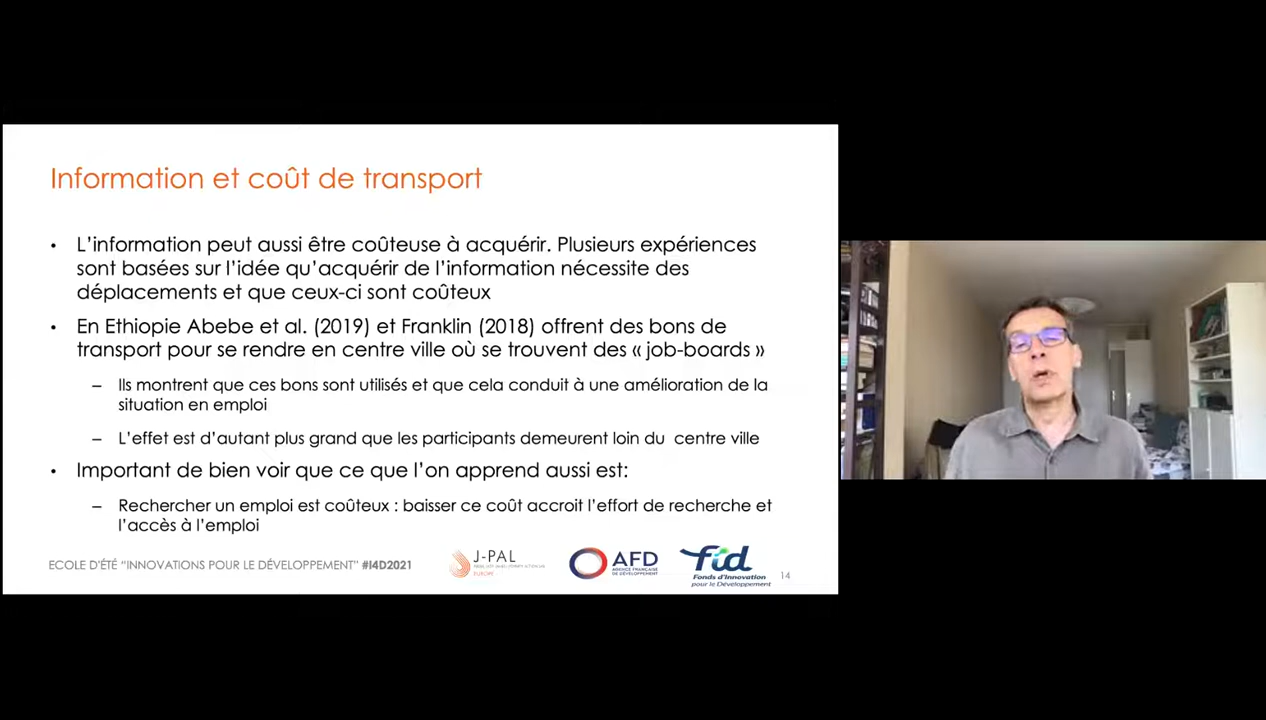 Information et coût de transport
• L’information peut aussi être coûteuse à acquérir. Plusieurs expériences
sont basées sur l’idée qu’acquérir de l’information nécessite des
déplacements et que ceux-ci sont coûteux
• En Ethiopie Abebe et al. (2019) et Franklin (2018) offrent des bons de
transport pour se rendre en centre ville où se trouvent des « job-boards »
– Ils montrent que ces bons sont utilisés et que cela conduit à une amélioration de la
situation en emploi
– L’effet est d’autant plus grand que les participants demeurent loin du centre ville
• Important de bien voir que ce que l’on apprend aussi est:
– Rechercher un emploi est coûteux : baisser ce coût accroit l’effort de recherche et
l’accès à l’emploi
ECOLE D'ÉTÉ “INNOVATIONS POUR LE DÉVELOPPEMENT” #I4D2021
J-PAL
EUROPE
AFD
AGENCE FRANÇAISE
DE DÉVELOPPEMENT
fid
Fonds d'Innovation
pour le Développement
14